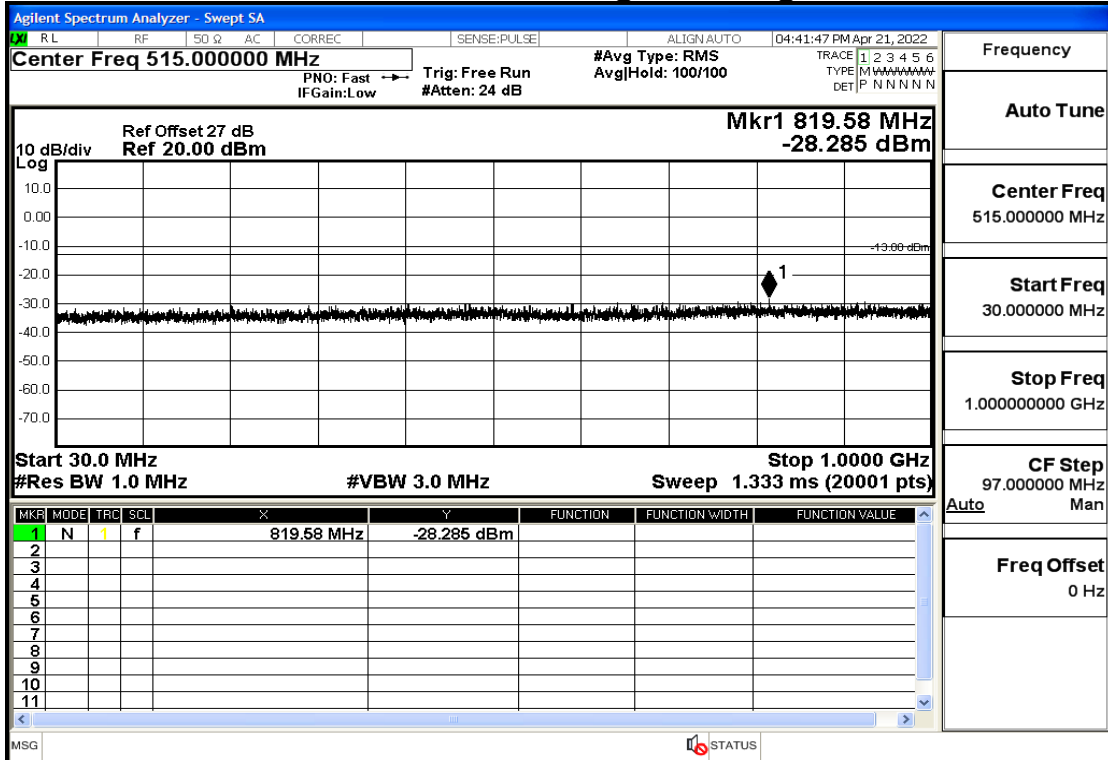 Agilent Spectrum Analyzer - Swept SA
LXI RL RF 50 Ω AC CORREC SENSE:PULSE ALIGN AUTO 04:41:47 PM Apr 21, 2022
Center Freq 515.000000 MHz
PNO: Fast
IFGain:Low
Trig: Free Run
#Atten: 24 dB
#Avg Type: RMS
Avg|Hold: 100/100
TRACE 1 2 3 4 5 6
TYPE M
DET P N N N N N
Ref Offset 27 dB
10 dB/div Ref 20.00 dBm
Log
Mkr1 819.58 MHz
-28.285 dBm
10.0
0.00
-10.0
-13.00 dBm
-20.0
1
-30.0
-40.0
-50.0
-60.0
-70.0
Start 30.0 MHz Stop 1.0000 GHz
#Res BW 1.0 MHz #VBW 3.0 MHz Sweep 1.333 ms (20001 pts)
MKR MODE TRC SCL X Y FUNCTION FUNCTION WIDTH FUNCTION VALUE
1 N 1 f 819.58 MHz -28.285 dBm
2
3
4
5
6
7
8
9
10
11
MSG STATUS
Frequency
Auto Tune
Center Freq
515.000000 MHz
Start Freq
30.000000 MHz
Stop Freq
1.000000000 GHz
CF Step
97.000000 MHz
Auto Man
Freq Offset
0 Hz